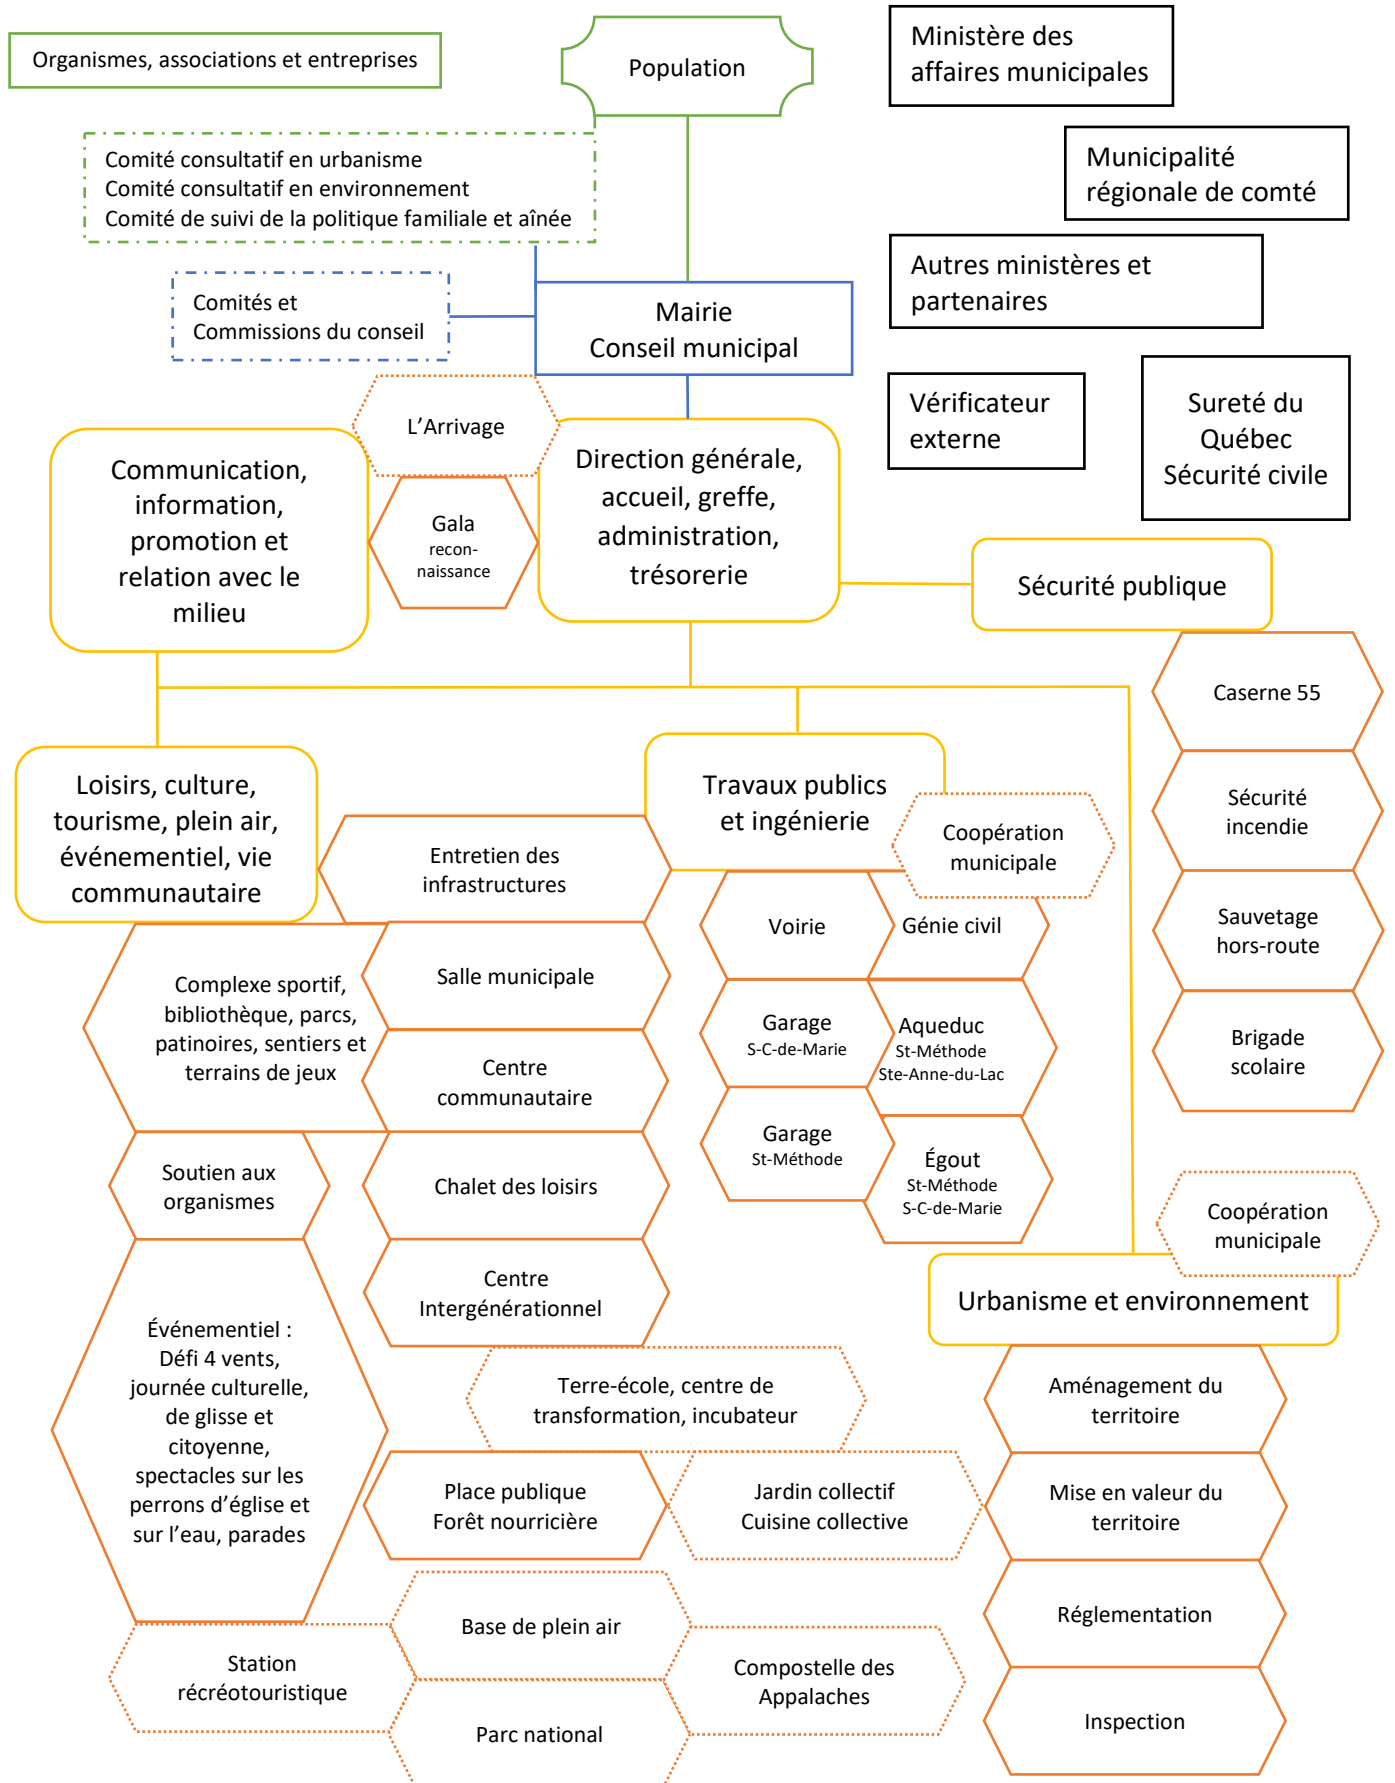 Organismes, associations et entreprises
Population
Ministère des
affaires municipales
Comité consultatif en urbanisme
Comité consultatif en environnement
Comité de suivi de la politique familiale et aînée
Municipalité
régionale de comté
Autres ministères et
partenaires
Comités et
Commissions du conseil
Mairie
Conseil municipal
Vérificateur
externe
Sureté du
Québec
Sécurité civile
L'Arrivage
Communication,
information,
promotion et
relation avec le
milieu
Gala
recon-
naissance
Direction générale,
accueil, greffe,
administration,
trésorerie
Sécurité publique
Caserne 55
Sécurité
incendie
Sauvetage
hors-route
Brigade
scolaire
Loisirs, culture,
tourisme, plein air,
événementiel, vie
communautaire
Travaux publics
et ingénierie
Coopération
municipale
Entretien des
infrastructures
Voirie
Génie civil
Complexe sportif,
bibliothèque, parcs,
patinoires, sentiers et
terrains de jeux
Salle municipale
Garage
S-C-de-Marie
Aqueduc
St-Méthode
Ste-Anne-du-Lac
Centre
communautaire
Garage
St-Méthode
Égout
St-Méthode
S-C-de-Marie
Soutien aux
organismes
Chalet des loisirs
Coopération
municipale
Centre
Intergénérationnel
Urbanisme et environnement
Événementiel :
Défi 4 vents,
journée culturelle,
de glisse et
citoyenne,
spectacles sur les
perrons d'église et
sur l'eau, parades
Terre-école, centre de
transformation, incubateur
Aménagement du
territoire
Place publique
Forêt nourricière
Jardin collectif
Cuisine collective
Mise en valeur du
territoire
Base de plein air
Réglementation
Station
récréotouristique
Compostelle des
Appalaches
Parc national
Inspection